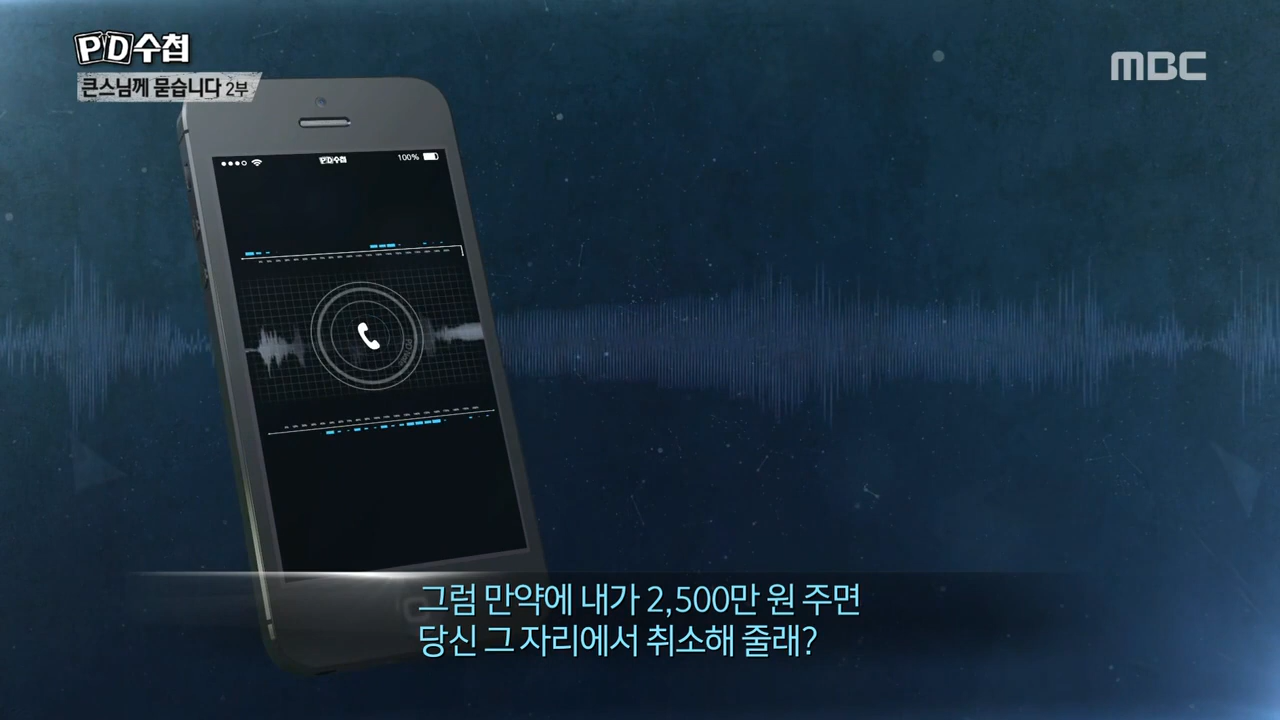 PD수첩
큰스님께 묻습니다 2부
MBC
PD수첩
100%
그럼 만약에 내가 2,500만 원 주면
당신 그 자리에서 취소해 줄래?